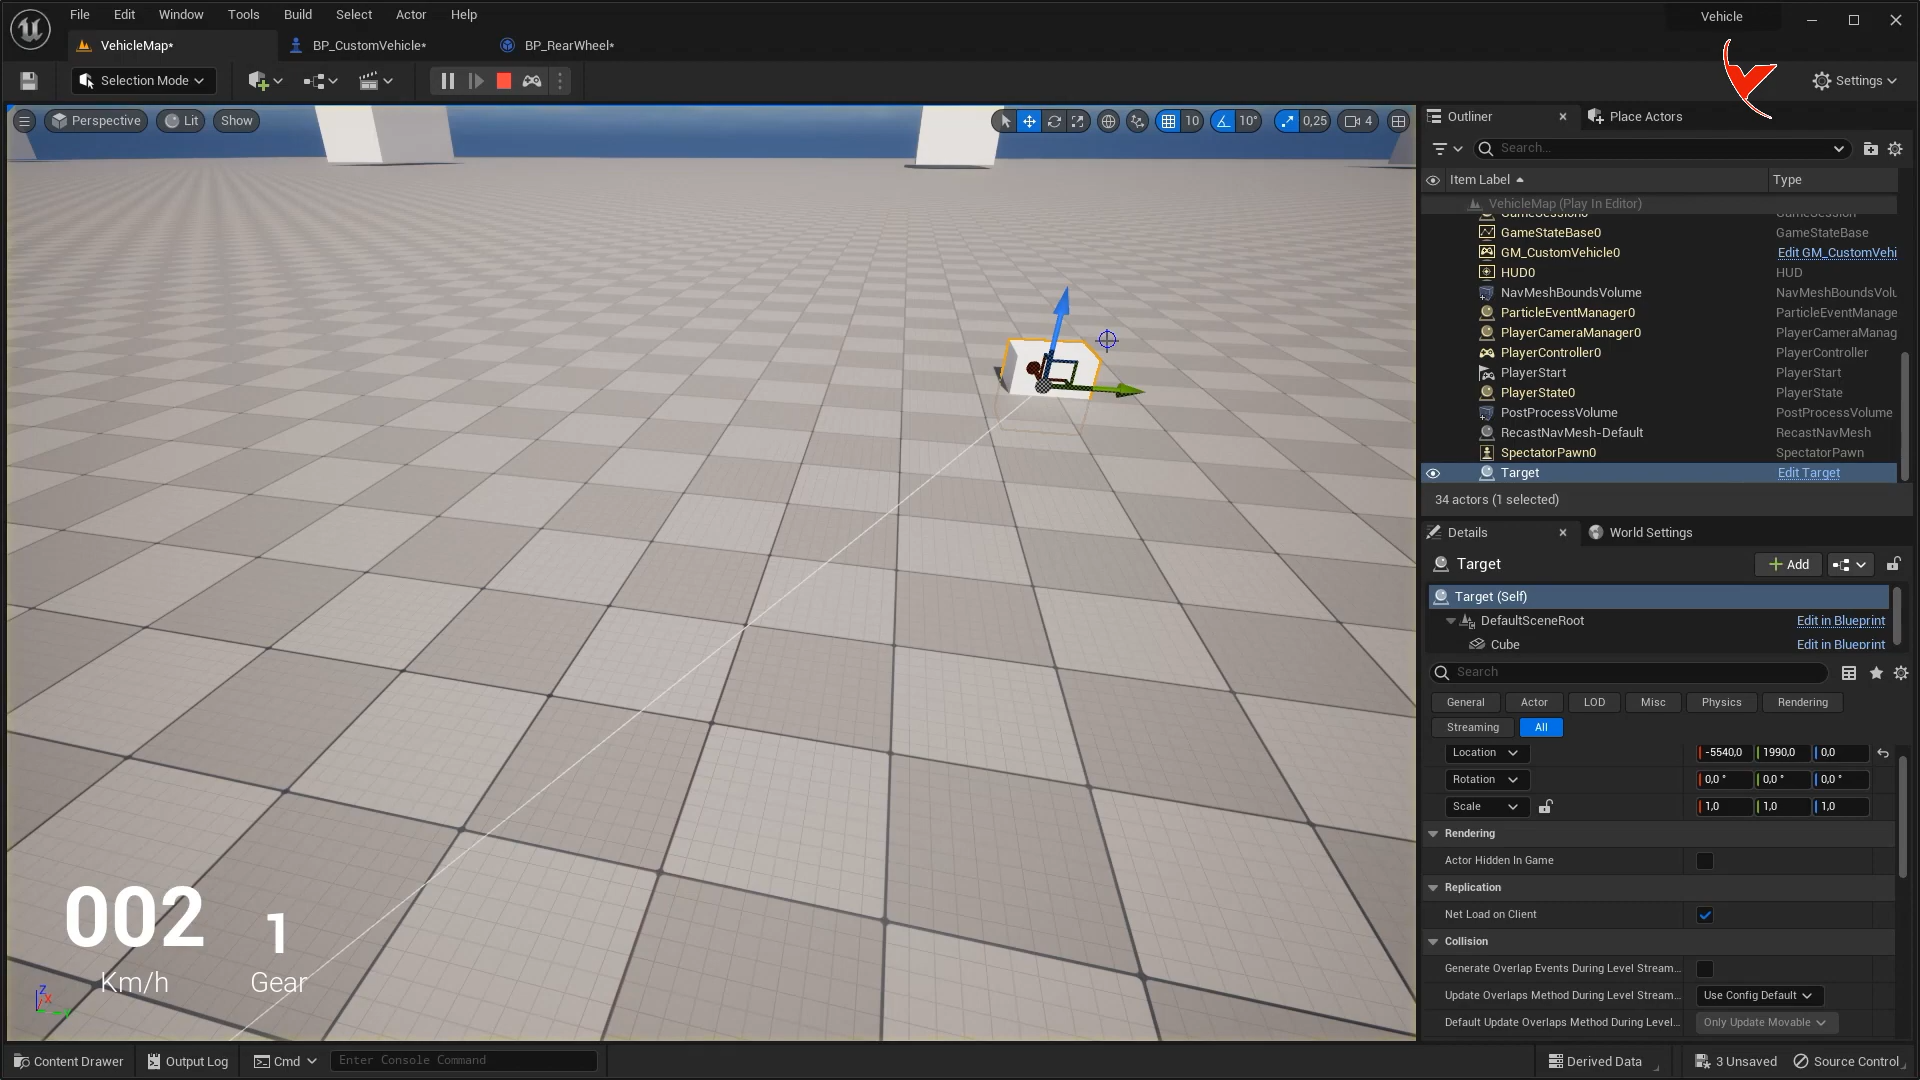 File Edit Window Tools Build Select Actor Help
Vehicle
VehicleMap* BP_CustomVehicle* BP_RearWheel*
Selection Mode
Settings
Perspective Lit Show
10 10° 0,25 4
Outliner Place Actors
Search...
Item Label Type
VehicleMap (Play In Editor)
GameStateBase0 GameStateBase
GM_CustomVehicle0 Edit GM_CustomVehi
HUD0 HUD
NavMeshBoundsVolume NavMeshBoundsVolu
ParticleEventManager0 ParticleEventManage
PlayerCameraManager0 PlayerCameraManag
PlayerController0 PlayerController
PlayerStart PlayerStart
PlayerState0 PlayerState
PostProcessVolume PostProcessVolume
RecastNavMesh-Default RecastNavMesh
SpectatorPawn0 SpectatorPawn
Target Edit Target
34 actors (1 selected)
Details World Settings
Target Add
Target (Self)
DefaultSceneRoot Edit in Blueprint
Cube Edit in Blueprint
Search
General Actor LOD Misc Physics Rendering
Streaming All
Location -5540,0 1990,0 0,0
Rotation 0,0 ° 0,0 ° 0,0 °
Scale 1,0 1,0 1,0
Rendering
Actor Hidden In Game
Replication
Net Load on Client
Collision
Generate Overlap Events During Level Stream...
Update Overlaps Method During Level Stream... Use Config Default
Default Update Overlaps Method During Level... Only Update Movable
002 1
Km/h Gear
Z X Y
Content Drawer Output Log Cmd Enter Console Command
Derived Data 3 Unsaved Source Control